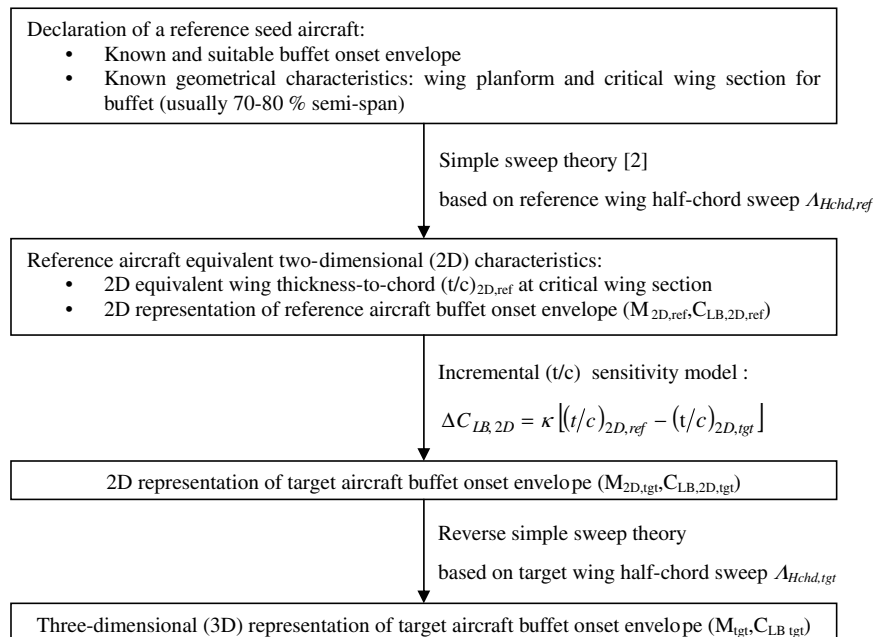 Declaration of a reference seed aircraft:
• Known and suitable buffet onset envelope
• Known geometrical characteristics: wing planform and critical wing section for
buffet (usually 70-80 % semi-span)
Simple sweep theory [2]
based on reference wing half-chord sweep Λ_Hchd,ref
Reference aircraft equivalent two-dimensional (2D) characteristics:
• 2D equivalent wing thickness-to-chord (t/c)_2D,ref at critical wing section
• 2D representation of reference aircraft buffet onset envelope (M_2D,ref,C_LB,2D,ref)
Incremental (t/c) sensitivity model :
ΔC_LB,2D = κ⌊(t/c)_2D,ref − (t/c)_2D,tgt⌋
2D representation of target aircraft buffet onset envelope (M_2D,tgt,C_LB,2D,tgt)
Reverse simple sweep theory
based on target wing half-chord sweep Λ_Hchd,tgt
Three-dimensional (3D) representation of target aircraft buffet onset envelope (M_tgt,C_LB tgt)